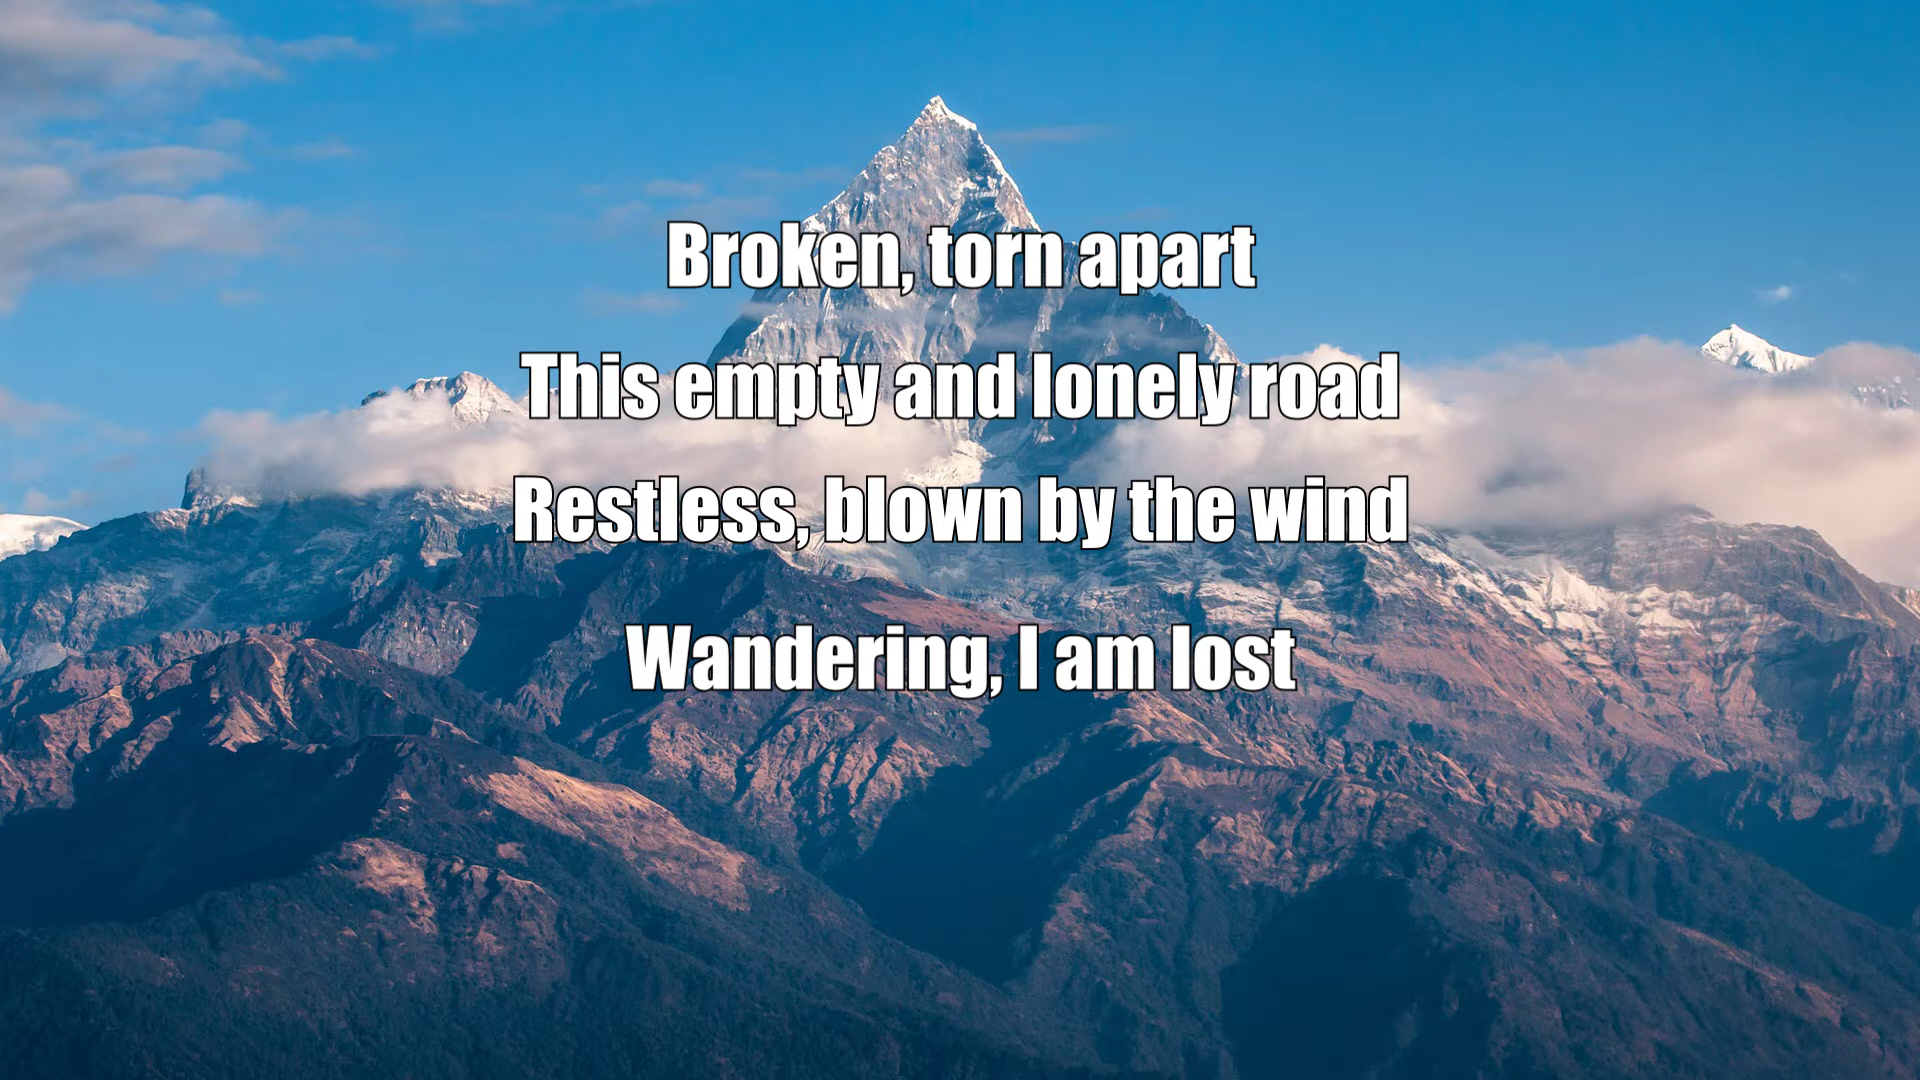 Broken, torn apart
This empty and lonely road
Restless, blown by the wind
Wandering, I am lost